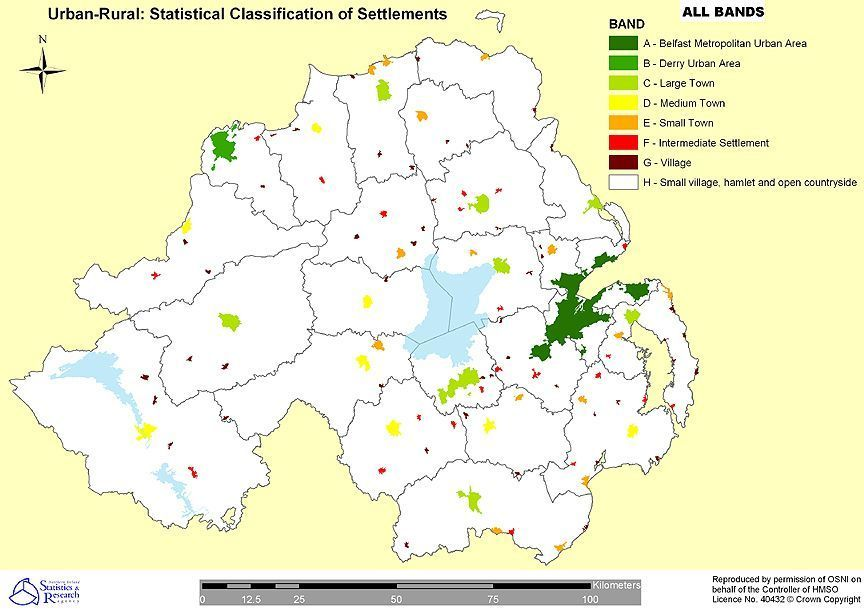 Urban-Rural: Statistical Classification of Settlements
ALL BANDS
N
BAND
A - Belfast Metropolitan Urban Area
B - Derry Urban Area
C - Large Town
D - Medium Town
E - Small Town
F - Intermediate Settlement
G - Village
H - Small village, hamlet and open countryside
Northern Ireland
Statistics &
Research
Agency
Kilometers
0 12.5 25 50 75 100
Reproduced by permission of OSNI on
behalf of the Controller of HMSO
Licence No. 40432 © Crown Copyright